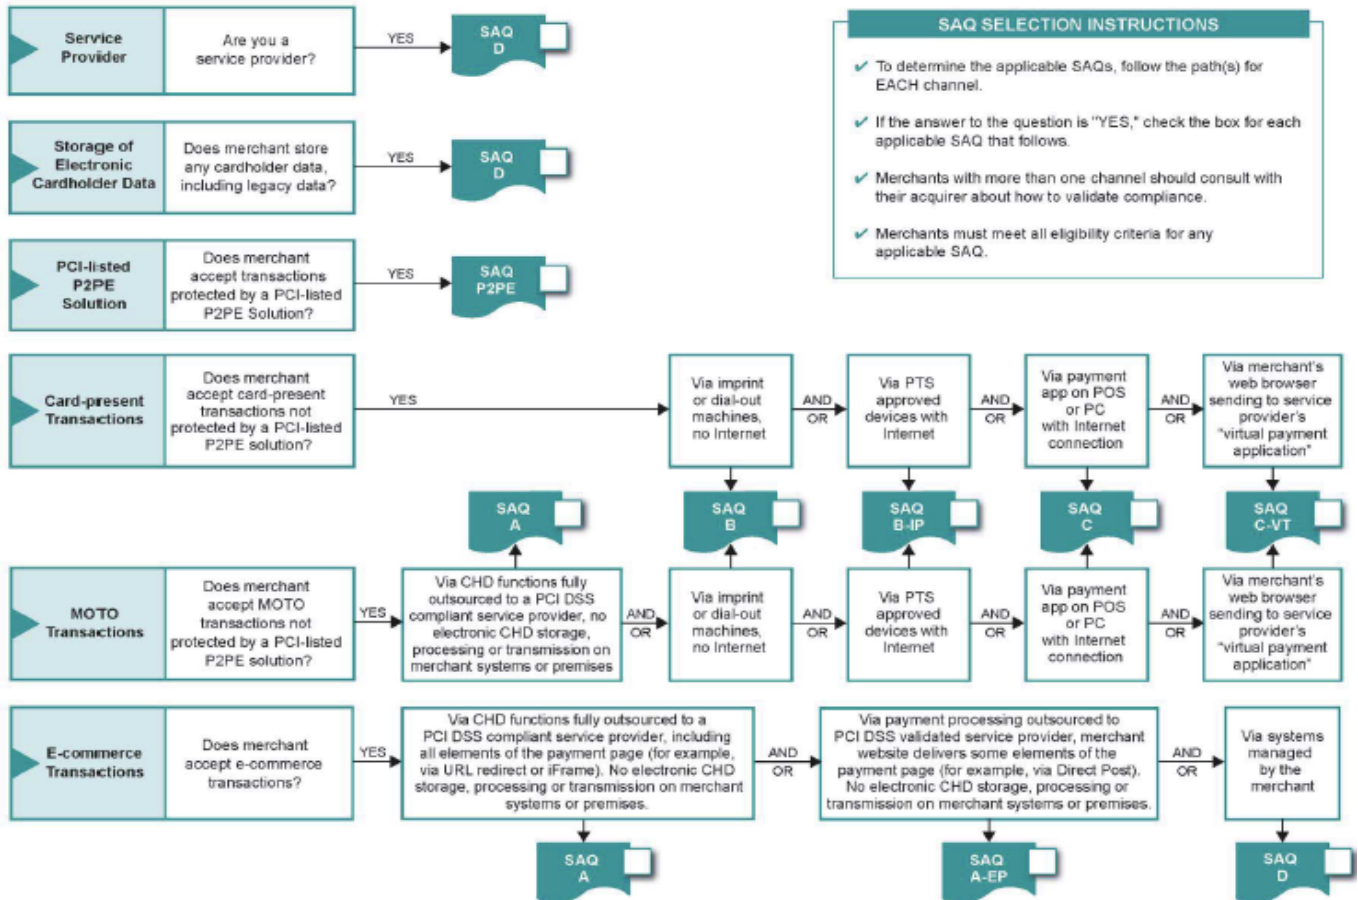 Service
Provider
Are you a
service provider?
YES
SAQ
D
SAQ SELECTION INSTRUCTIONS
✔ To determine the applicable SAQs, follow the path(s) for
EACH channel.
✔ If the answer to the question is "YES," check the box for each
applicable SAQ that follows.
✔ Merchants with more than one channel should consult with
their acquirer about how to validate compliance.
✔ Merchants must meet all eligibility criteria for any
applicable SAQ.
Storage of
Electronic
Cardholder Data
Does merchant store
any cardholder data,
including legacy data?
YES
SAQ
D
PCI-listed
P2PE
Solution
Does merchant
accept transactions
protected by a PCI-listed
P2PE Solution?
YES
SAQ
P2PE
Card-present
Transactions
Does merchant
accept card-present
transactions not
protected by a PCI-listed
P2PE solution?
YES
Via imprint
or dial-out
machines,
no Internet
AND
OR
Via PTS
approved
devices with
Internet
AND
OR
Via payment
app on POS
or PC
with Internet
connection
AND
OR
Via merchant's
web browser
sending to service
provider's
"virtual payment
application"
SAQ
A
SAQ
B
SAQ
B-IP
SAQ
C
SAQ
C-VT
MOTO
Transactions
Does merchant
accept MOTO
transactions not
protected by a PCI-listed
P2PE solution?
YES
Via CHD functions fully
outsourced to a PCI DSS
compliant service provider, no
electronic CHD storage,
processing or transmission on
merchant systems or premises
AND
OR
Via imprint
or dial-out
machines,
no Internet
AND
OR
Via PTS
approved
devices with
Internet
AND
OR
Via payment
app on POS
or PC
with Internet
connection
AND
OR
Via merchant's
web browser
sending to service
provider's
"virtual payment
application"
E-commerce
Transactions
Does merchant
accept e-commerce
transactions?
YES
Via CHD functions fully outsourced to a
PCI DSS compliant service provider, including
all elements of the payment page (for example,
via URL redirect or iFrame). No electronic CHD
storage, processing or transmission on merchant
systems or premises.
AND
OR
Via payment processing outsourced to
PCI DSS validated service provider, merchant
website delivers some elements of the
payment page (for example, via Direct Post).
No electronic CHD storage, processing or
transmission on merchant systems or premises.
AND
OR
Via systems
managed
by the
merchant
SAQ
A
SAQ
A-EP
SAQ
D